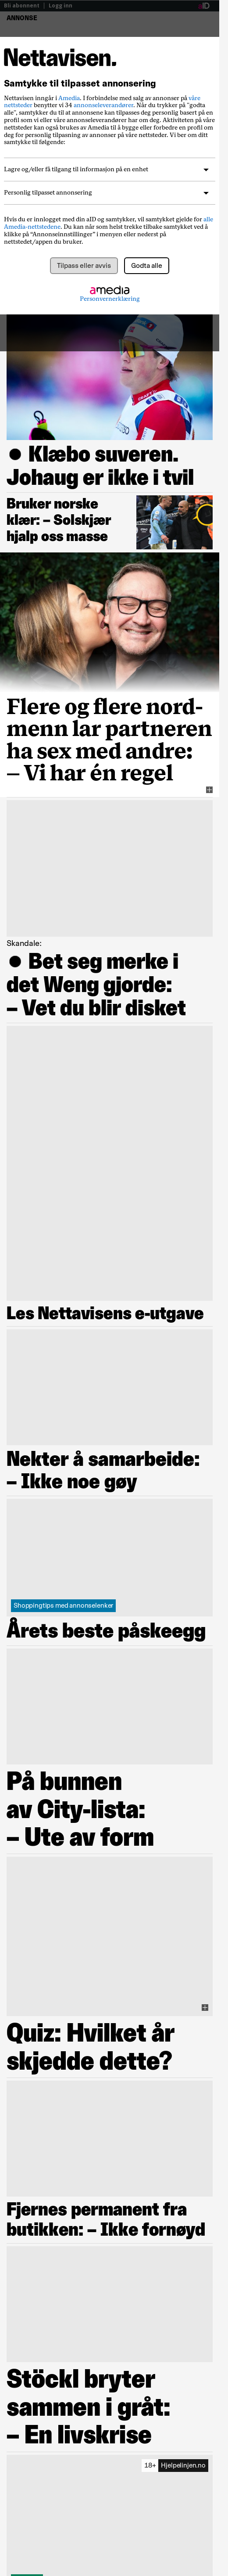 Bli abonnent | Logg inn
ANNONSE
Nettavisen.
Samtykke til tilpasset annonsering
Nettavisen inngår i Amedia. I forbindelse med salg av annonser på våre
nettsteder benytter vi 34 annonseleverandører. Når du trykker på "godta
alle", samtykker du til at annonsene kan tilpasses deg personlig basert på en
profil som vi eller våre annonseleverandører har om deg. Aktiviteten på våre
nettsteder kan også brukes av Amedia til å bygge eller forbedre en profil om
deg for personlig tilpasning av annonser på våre nettsteder. Vi ber om ditt
samtykke til følgende:
Lagre og/eller få tilgang til informasjon på en enhet
Personlig tilpasset annonsering
Hvis du er innlogget med din aID og samtykker, vil samtykket gjelde for alle
Amedia-nettstedene. Du kan når som helst trekke tilbake samtykket ved å
klikke på “Annonseinnstillinger” i menyen eller nederst på
nettstedet/appen du bruker.
Tilpass eller avvis
Godta alle
amedia
Personvernerklæring
● Klæbo suveren.
Johaug er ikke i tvil
Bruker norske
klær: – Solskjær
hjalp oss masse
Flere og flere nord-
menn lar partneren
ha sex med andre:
– Vi har én regel
Skandale:
● Bet seg merke i
det Weng gjorde:
– Vet du blir disket
Les Nettavisens e-utgave
Nekter å samarbeide:
– Ikke noe gøy
Shoppingtips med annonselenker
Årets beste påskeegg
På bunnen
av City-lista:
– Ute av form
Quiz: Hvilket år
skjedde dette?
Fjernes permanent fra
butikken: – Ikke fornøyd
Stöckl bryter
sammen i gråt:
– En livskrise
18+ Hjelpelinjen.no